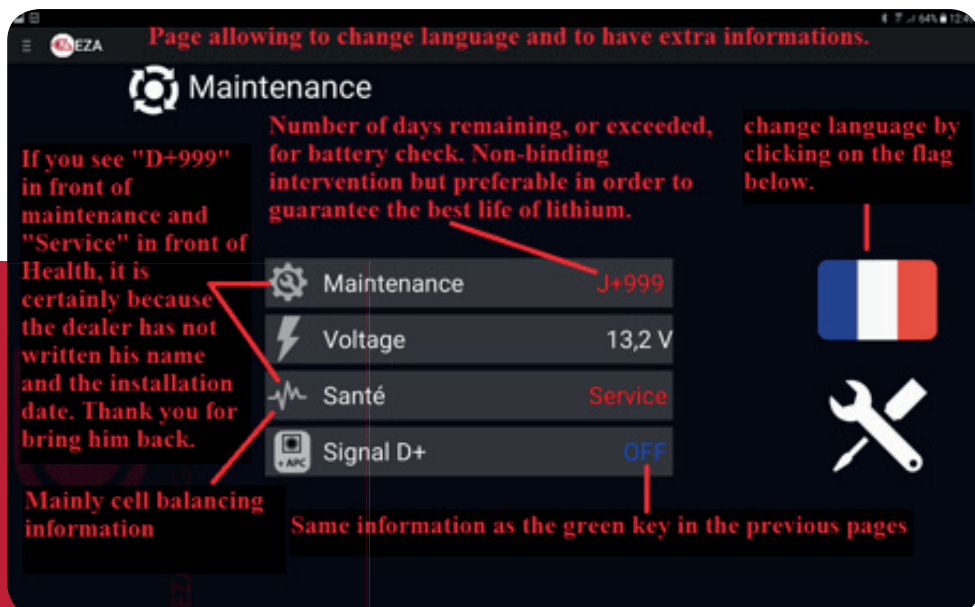 64% 12:49
EZA Page allowing to change language and to have extra informations.
Maintenance
Number of days remaining, or exceeded,
for battery check. Non-binding
intervention but preferable in order to
guarantee the best life of lithium.
change language by
clicking on the flag
below.
If you see "D+999"
in front of
maintenance and
"Service" in front of
Health, it is
certainly because
the dealer has not
written his name
and the installation
date. Thank you for
bring him back.
Maintenance J+999
Voltage 13,2 V
Santé Service
+ APC Signal D+ OFF
Mainly cell balancing
information
Same information as the green key in the previous pages
EZA